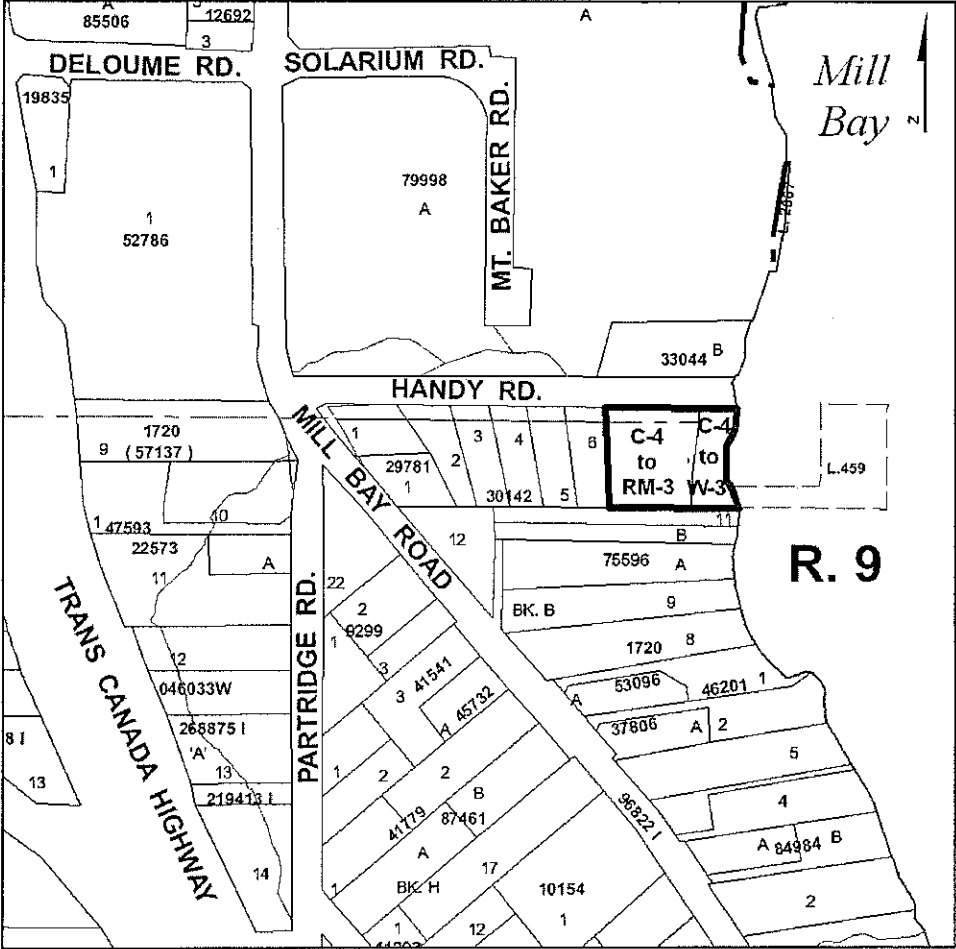 A
85506
12692
3
A
DELOUME RD.
SOLARIUM RD.
Mill
Bay
N
19835
1
MT. BAKER RD.
79998
A
1
52786
33044 B
HANDY RD.
MILL BAY ROAD
1
2
3
4
5
6
29781
1
30142
C-4
to
RM-3
C-4
to
W-3
L.459
1720
9 ( 57137 )
10
1 47593
22573
11
A
11
B
75596 A
R. 9
12
BK. B
9
1720 8
53096
46201 1
A
37806
A 2
5
4
A 84984 B
2
96822 I
TRANS CANADA HIGHWAY
PARTRIDGE RD.
22
2
9299
1
3
3 41541
45732
A
12
046033W
268875 I
'A'
13
219413 I
14
8 I
13
1
2
2
B
41779
87461
A
BK. H
17
10154
1
1
1
12